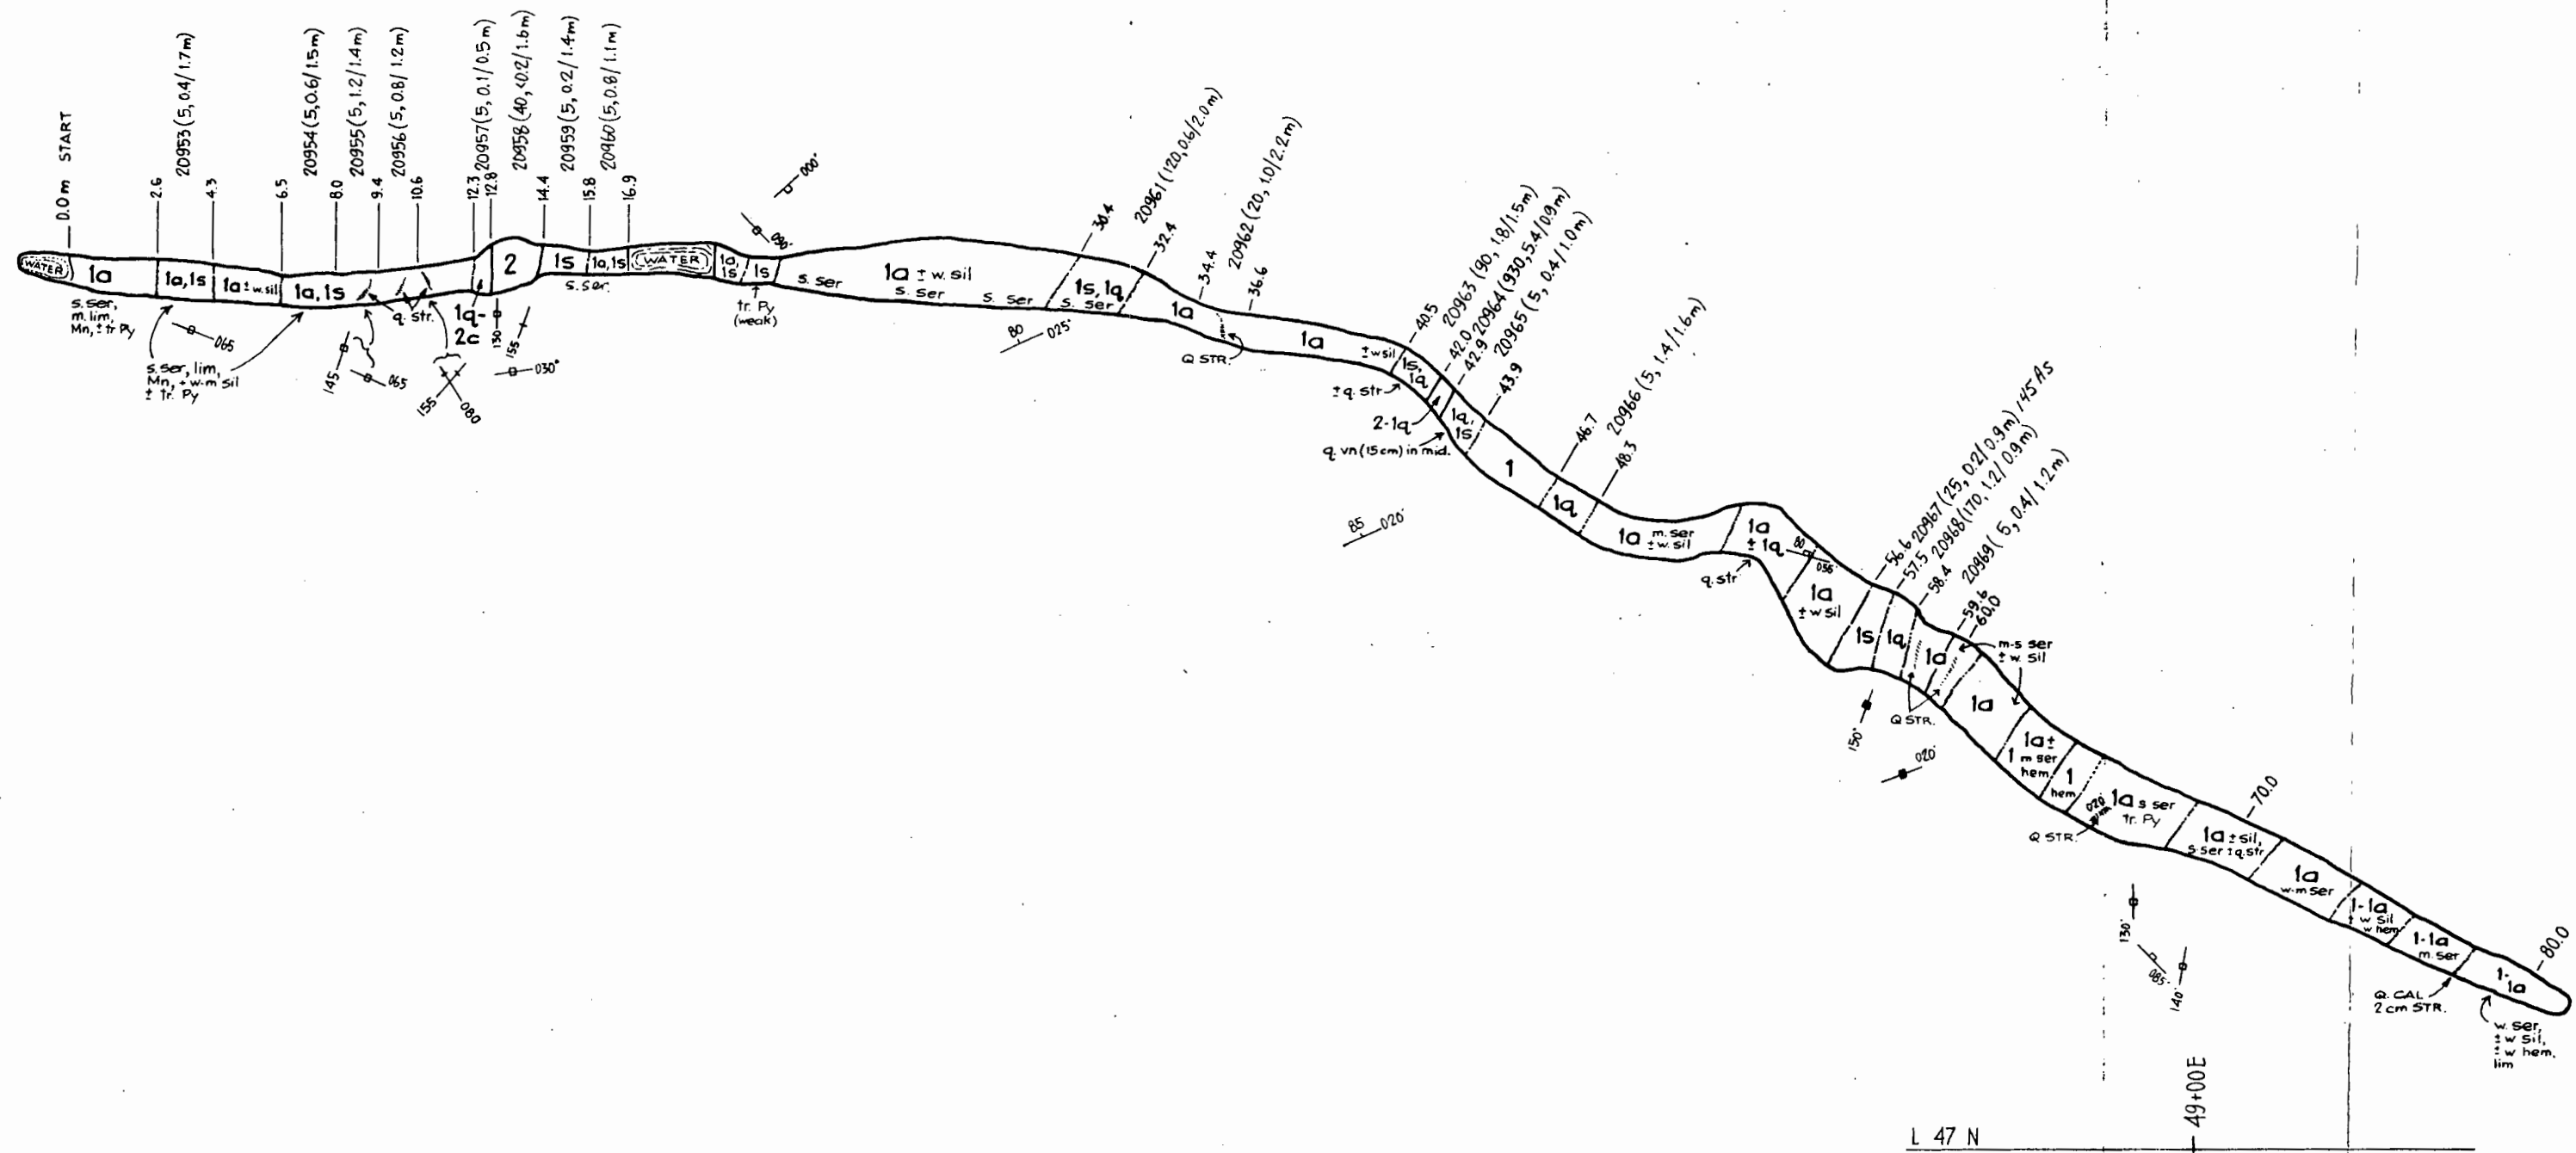 0.0m START
2.6
20953 (5, 0.4/1.7m)
4.3
6.5
20954 (5, 0.6/1.5m)
8.0
20955 (5, 1.2/1.4m)
9.4
20956 (5, 0.8/1.2m)
10.6
12.3
20957 (5, 0.1/0.5m)
12.8
20958 (40, <0.2/1.6m)
14.4
20959 (5, 0.2/1.4m)
15.8
20960 (5, 0.8/1.1m)
16.9
WATER
1a
1a,1s
1a ± w. sil
1a, 1s
2
1s
1a,1s
WATER
1a,
1s
1s
s. ser,
m. lim,
Mn, ± tr Py
065
s. ser, lim,
Mn, + w-m sil
± tr. Py
145
065
q. str.
155
080
1q-
2c
130
155
030°
s. ser.
tr. Py
(weak)
090°
000°
s. ser
1a ± w. sil
s. ser
s. ser
80
025°
30.4
20961 (120, 0.6/2.0m)
32.4
1s, 1q
s. ser
1a
34.4
20962 (20, 1.0/2.2m)
36.6
Q STR.
1a
± w sil
40.5
20963 (90, 1.8/1.5m)
42.0
20964 (930, 5.4/0.9m)
42.9
20965 (5, 0.4/1.0m)
43.9
1s,
1q
± q. str
2-1q
q. vn (15cm) in mid.
1q,
1s
1
46.7
20966 (5, 1.4/1.6m)
48.3
1q
85
020°
1a m. ser
± w. sil
1a
± 1q
80
q. str
1a
± w sil
56.6
20967 (25, 0.2/0.9m) 145 As
57.5
20968 (170, 1.2/0.9m)
58.4
20969 (5, 0.4/1.2m)
59.6
60.0
1s
1q
1a
m-s ser
± w. sil
Q STR.
150°
020°
1a
1a ±
1 m ser
hem
1
hem
020°
1a s ser
tr. Py
Q STR.
70.0
1a ± sil,
s. ser ± q. str
1a
w-m ser
1-1a
± w sil
w hem
1-1a
m. ser
1-
1a
80.0
130°
085°
140°
Q. CAL
2 cm STR.
w. ser,
± w sil,
± w hem,
lim
49+00E
L 47 N